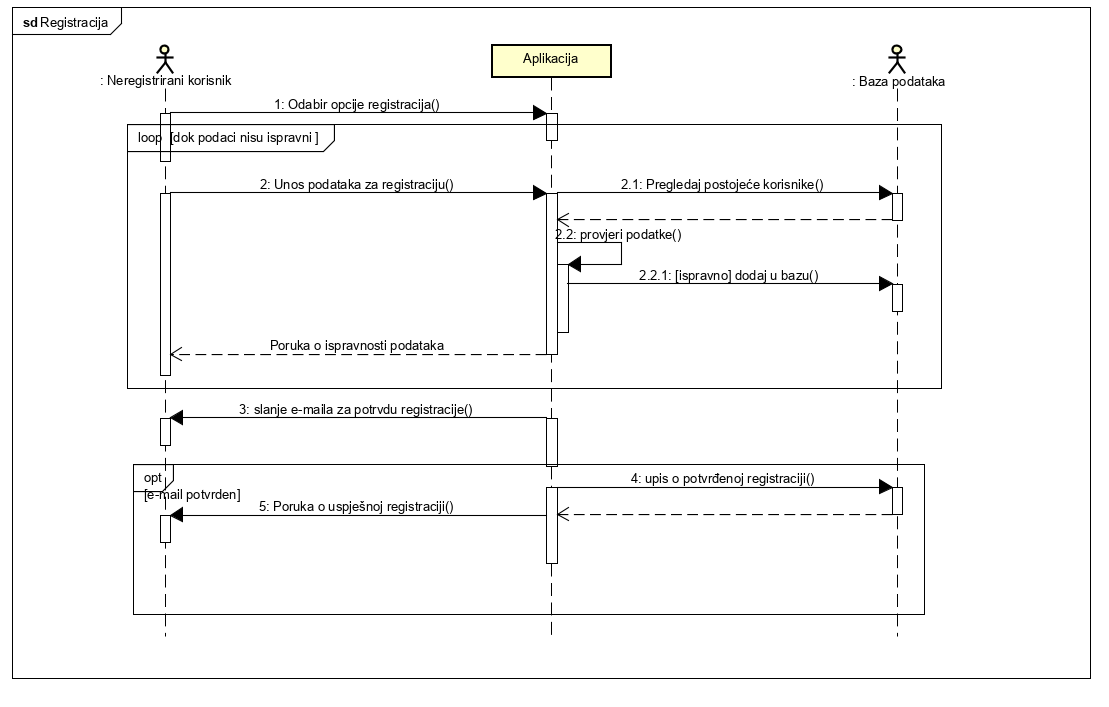 sd Registracija
: Neregistrirani korisnik
Aplikacija
: Baza podataka
1: Odabir opcije registracija()
loop [dok podaci nisu ispravni ]
2: Unos podataka za registraciju()
2.1: Pregledaj postojeće korisnike()
2.2: provjeri podatke()
2.2.1: [ispravno] dodaj u bazu()
Poruka o ispravnosti podataka
3: slanje e-maila za potrvdu registracije()
opt
[e-mail potvrden]
4: upis o potvrđenoj registraciji()
5: Poruka o uspješnoj registraciji()